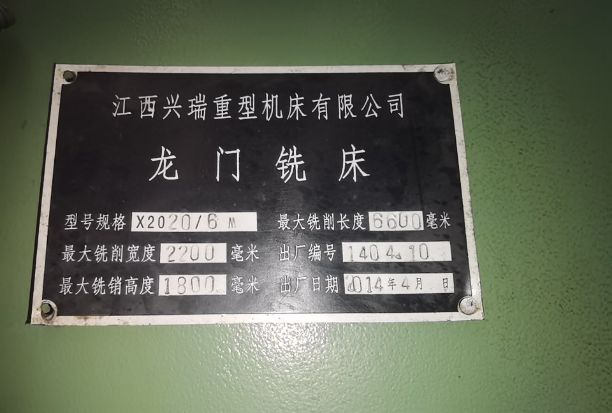 江西兴瑞重型机床有限公司
龙门铣床
型号规格 X2020/6 M 最大铣削长度 6600 毫米
最大铣削宽度 2200 毫米 出厂编号 1404.10
最大铣销高度 1800 毫米 出厂日期 2014年4月 日